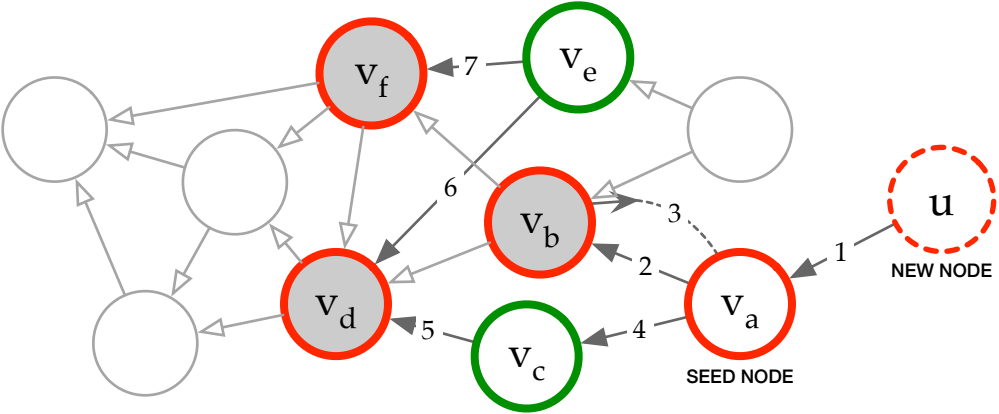 v_f
7
v_e
6
v_b
3
u
1
NEW NODE
2
v_d
5
4
v_a
v_c
SEED NODE